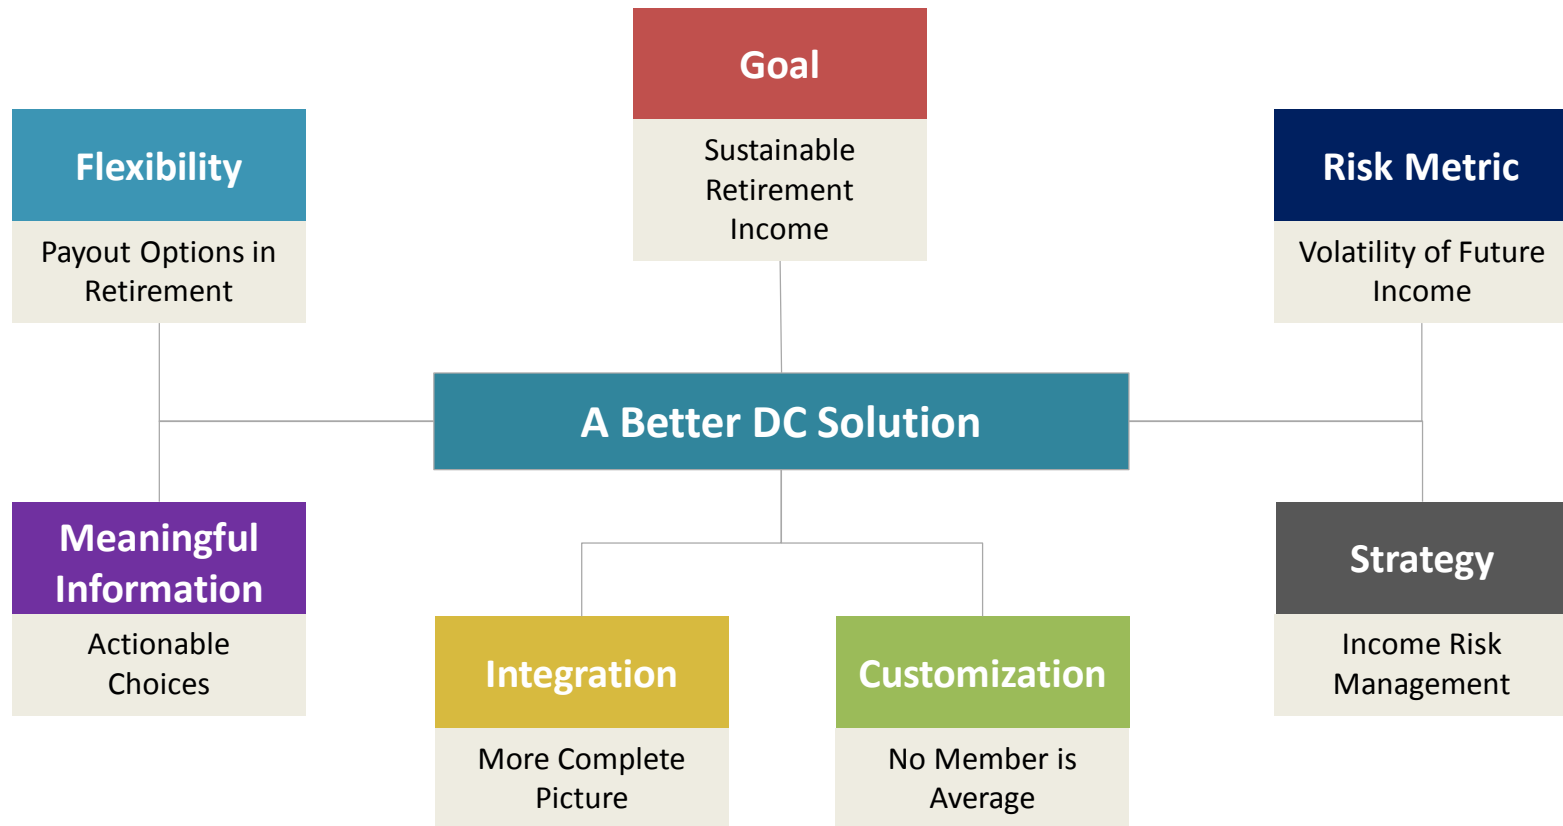 Goal
Sustainable
Retirement
Income
Flexibility
Payout Options in
Retirement
Risk Metric
Volatility of Future
Income
A Better DC Solution
Meaningful
Information
Actionable
Choices
Integration
More Complete
Picture
Customization
No Member is
Average
Strategy
Income Risk
Management